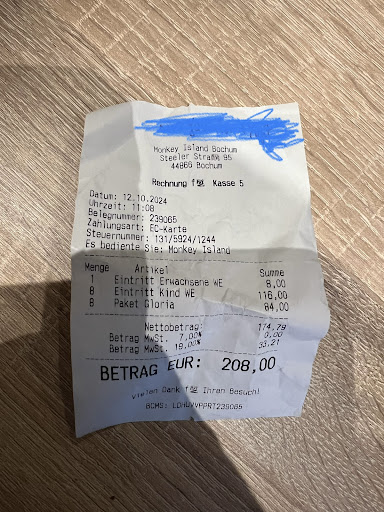 Monkey Island Bochum
Steeler Straße 95
44866 Bochum
Rechnung für Kasse 5
Datum: 12.10.2024
Uhrzeit: 11:08
Belegnummer: 239065
Zahlungsart: EC-Karte
Steuernummer: 131/5924/1244
Es bediente Sie: Monkey Island
Menge Artikel Summe
1 Eintritt Erwachsene WE 8,00
8 Eintritt Kind WE 116,00
8 Paket Gloria 84,00
Nettobetrag: 174,79
Betrag MwSt. 7,00% 0,00
Betrag MwSt. 19,00% 33,21
BETRAG EUR: 208,00
Vielen Dank für Ihren Besuch!